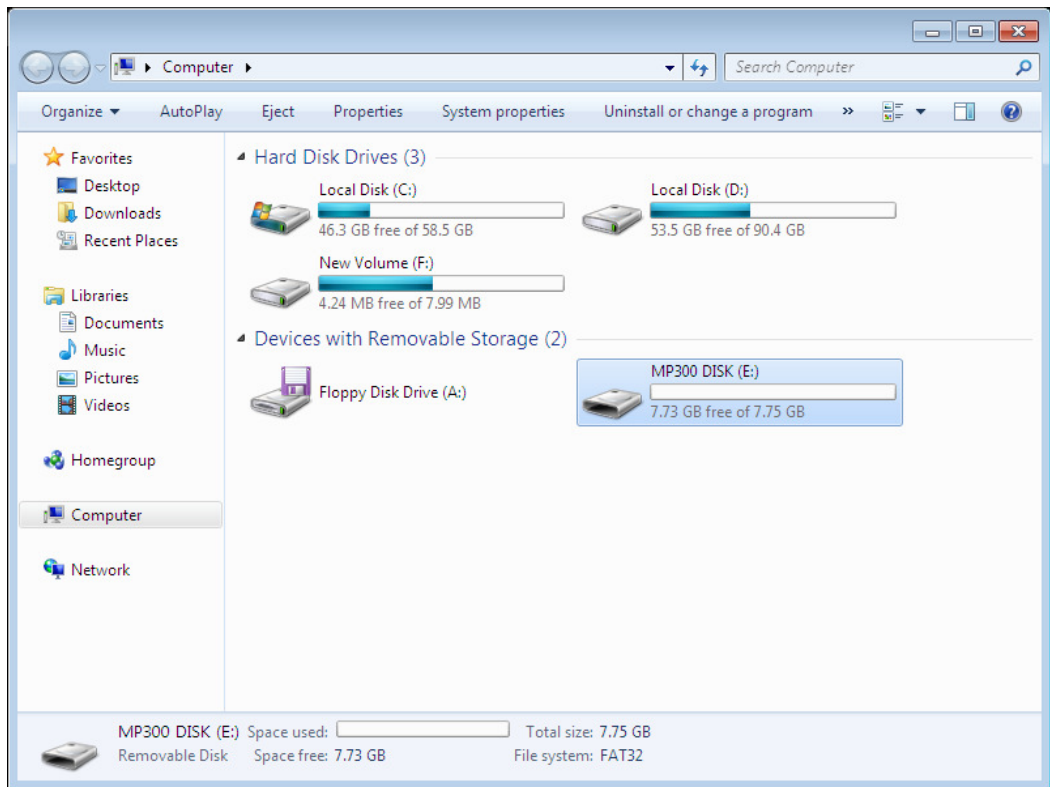 Computer
Search Computer
Organize AutoPlay Eject Properties System properties Uninstall or change a program »
Favorites
Desktop
Downloads
Recent Places
Libraries
Documents
Music
Pictures
Videos
Homegroup
Computer
Network
Hard Disk Drives (3)
Local Disk (C:)
46.3 GB free of 58.5 GB
Local Disk (D:)
53.5 GB free of 90.4 GB
New Volume (F:)
4.24 MB free of 7.99 MB
Devices with Removable Storage (2)
Floppy Disk Drive (A:)
MP300 DISK (E:)
7.73 GB free of 7.75 GB
MP300 DISK (E:) Space used: Total size: 7.75 GB
Removable Disk Space free: 7.73 GB File system: FAT32